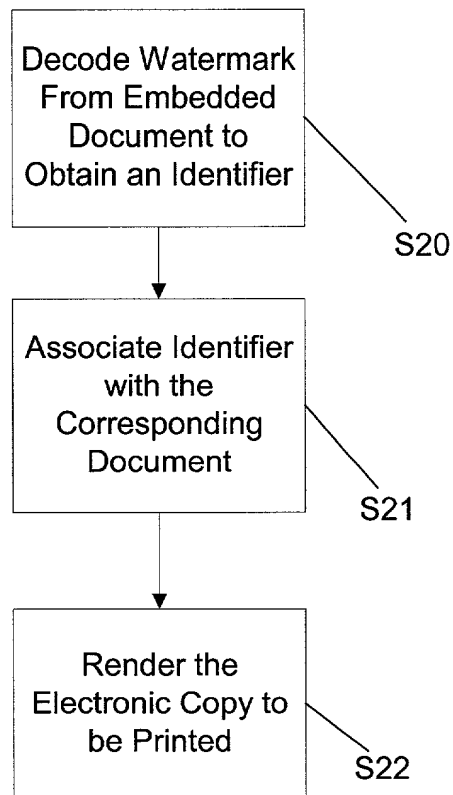 Decode Watermark
From Embedded
Document to
Obtain an Identifier
S20
Associate Identifier
with the
Corresponding
Document
S21
Render the
Electronic Copy to
be Printed
S22